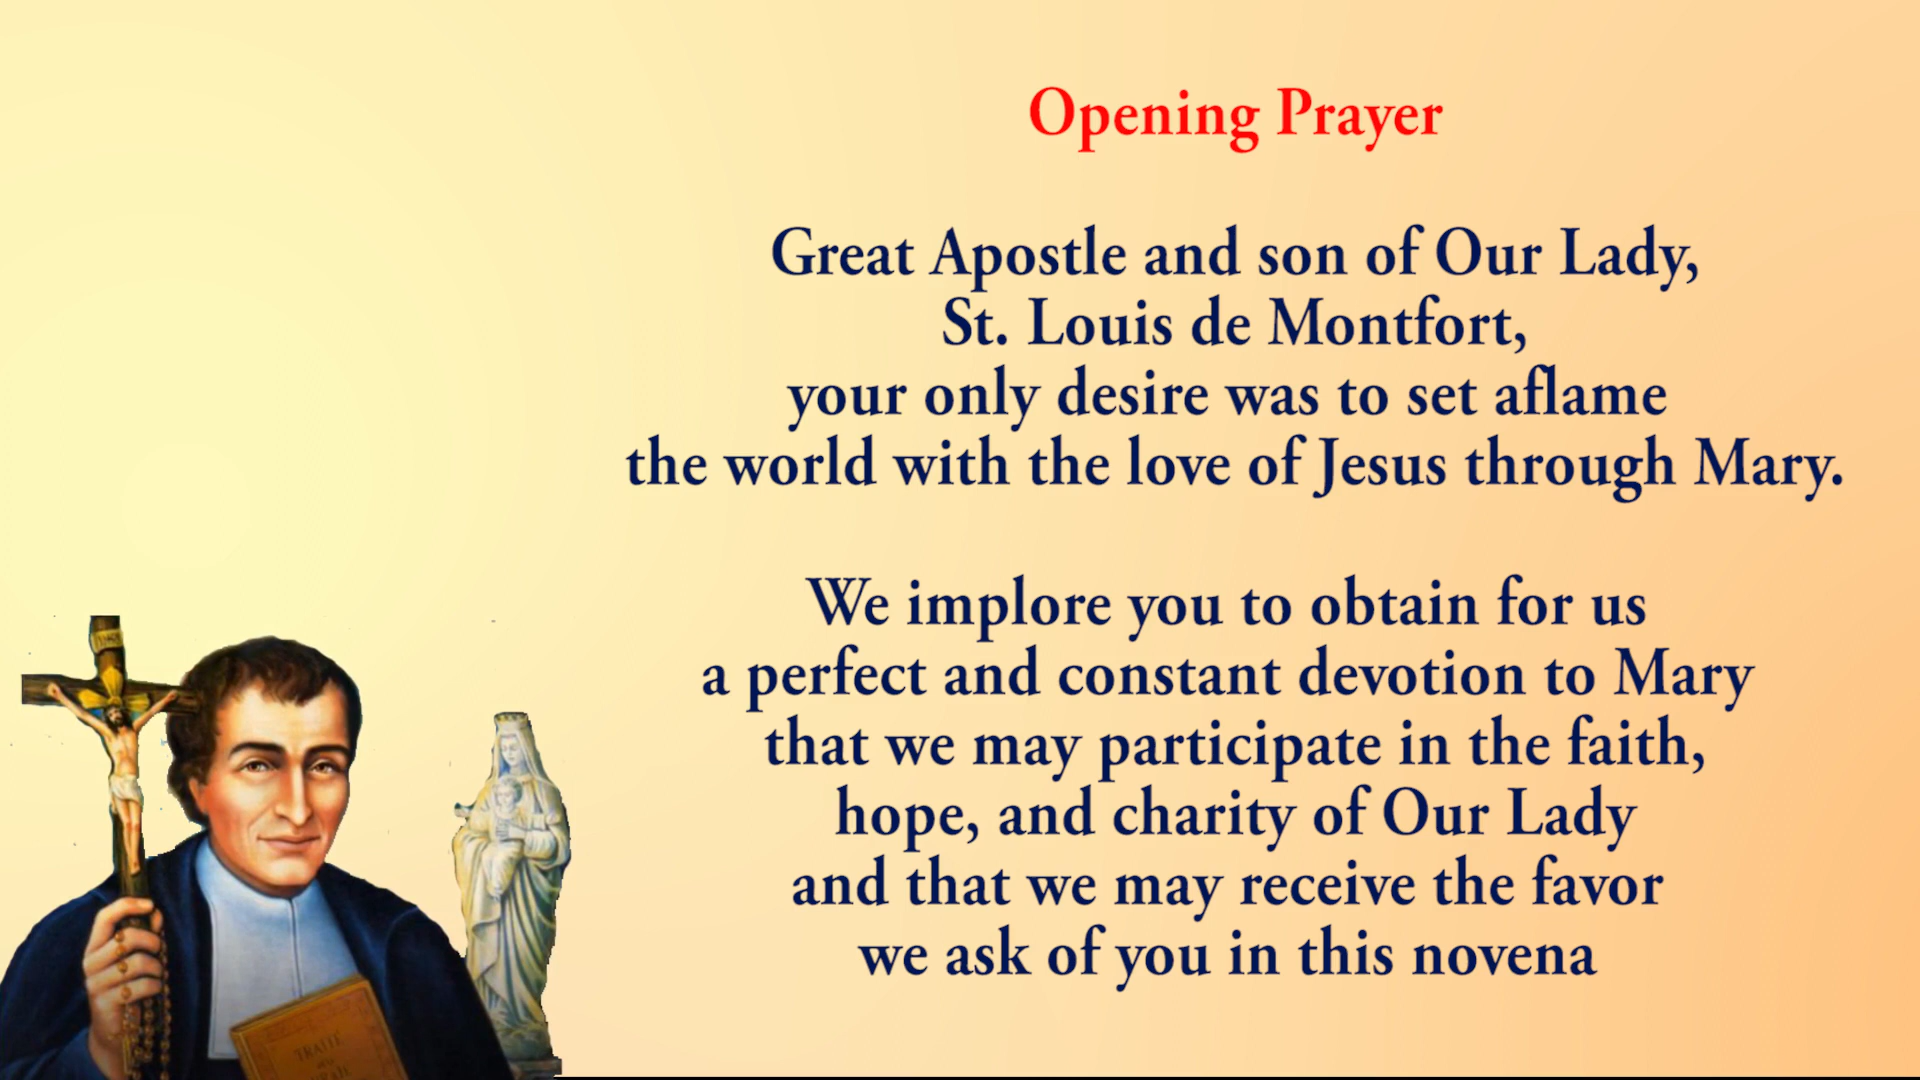 Opening Prayer
Great Apostle and son of Our Lady,
St. Louis de Montfort,
your only desire was to set aflame
the world with the love of Jesus through Mary.
We implore you to obtain for us
a perfect and constant devotion to Mary
that we may participate in the faith,
hope, and charity of Our Lady
and that we may receive the favor
we ask of you in this novena
TRAITÉ